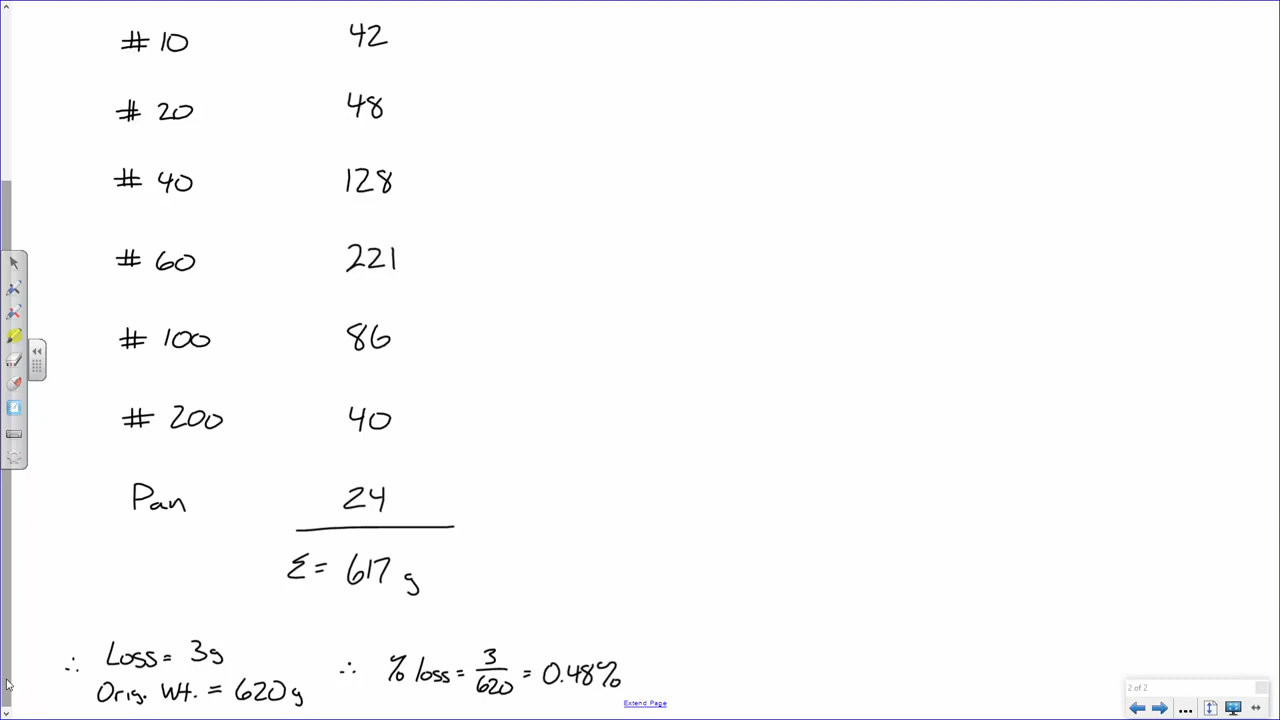 # 10 42
# 20 48
# 40 128
# 60 221
# 100 86
# 200 40
Pan 24
Σ = 617 g
∴ Loss = 3g ∴ % loss = 3/620 = 0.48%
Orig. Wt. = 620g
Extend Page
2 of 2